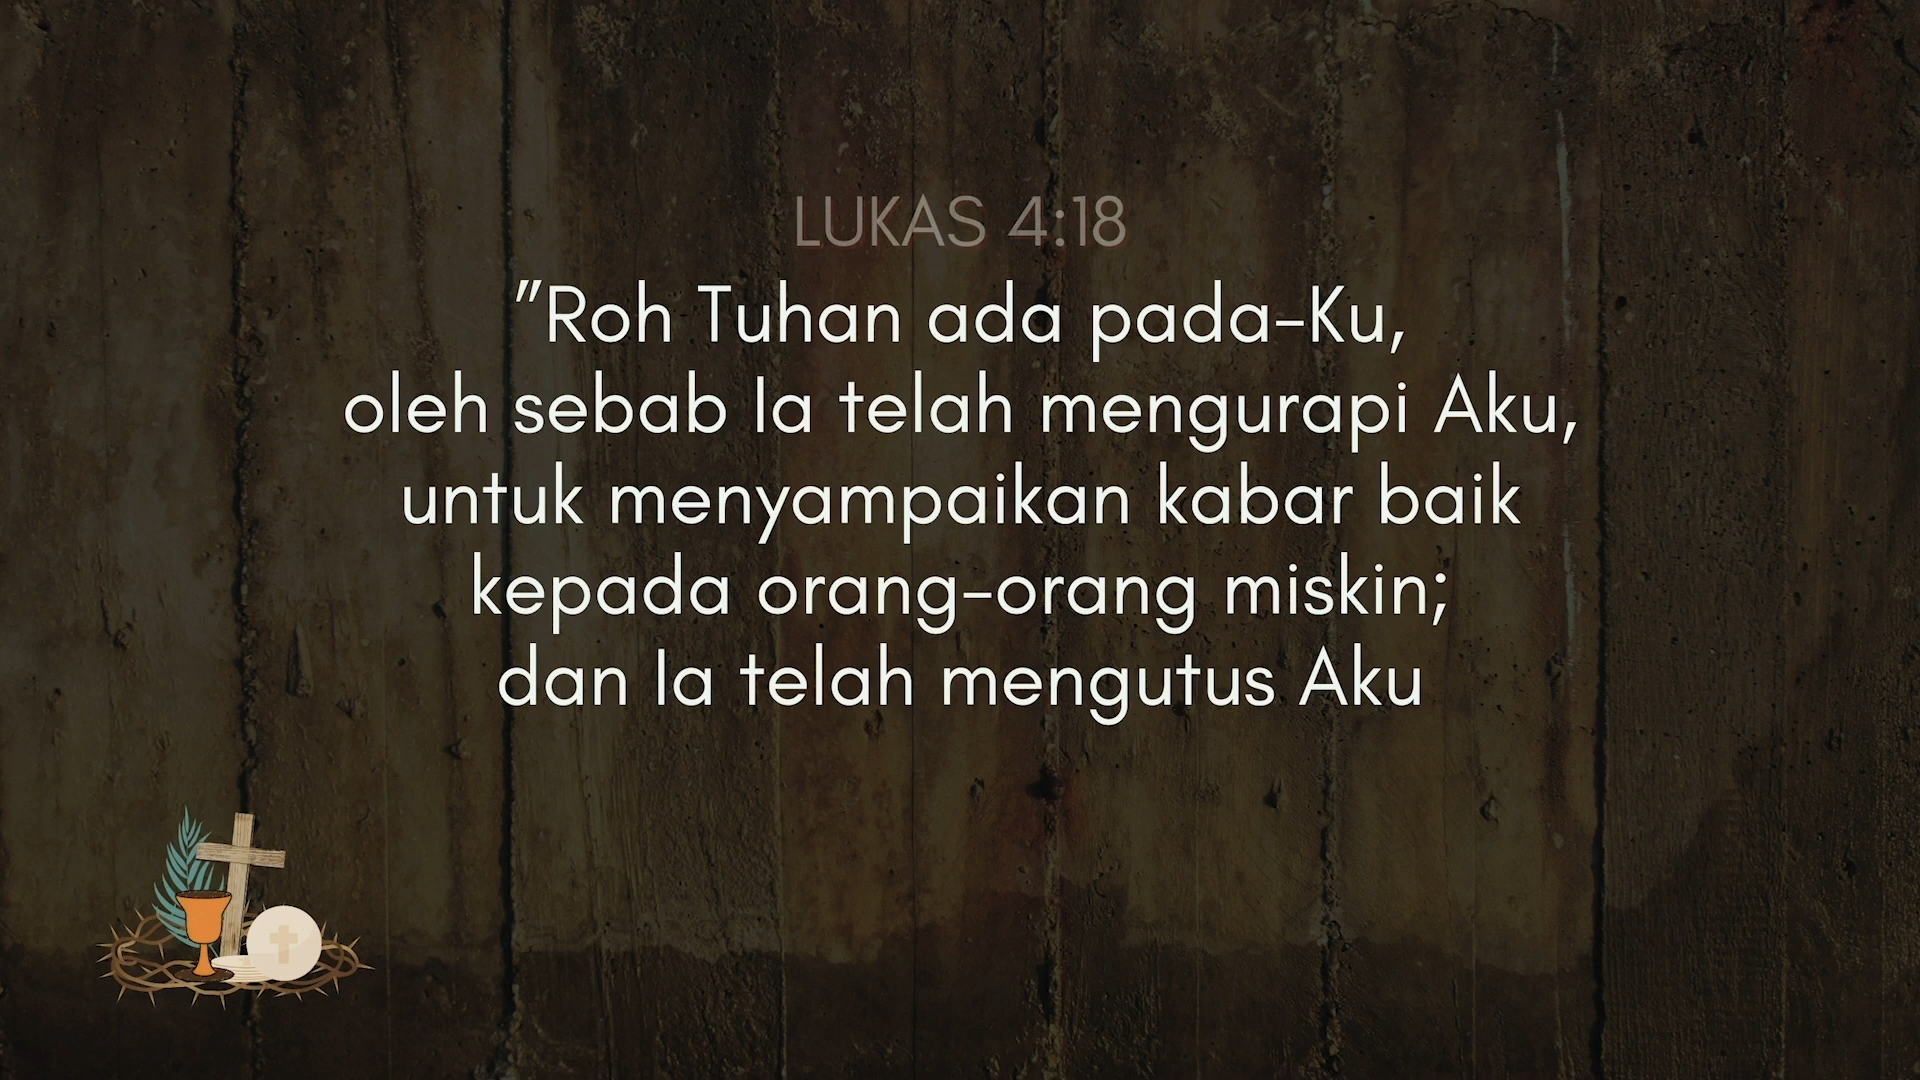 LUKAS 4:18
"Roh Tuhan ada pada-Ku,
oleh sebab Ia telah mengurapi Aku,
untuk menyampaikan kabar baik
kepada orang-orang miskin;
dan Ia telah mengutus Aku